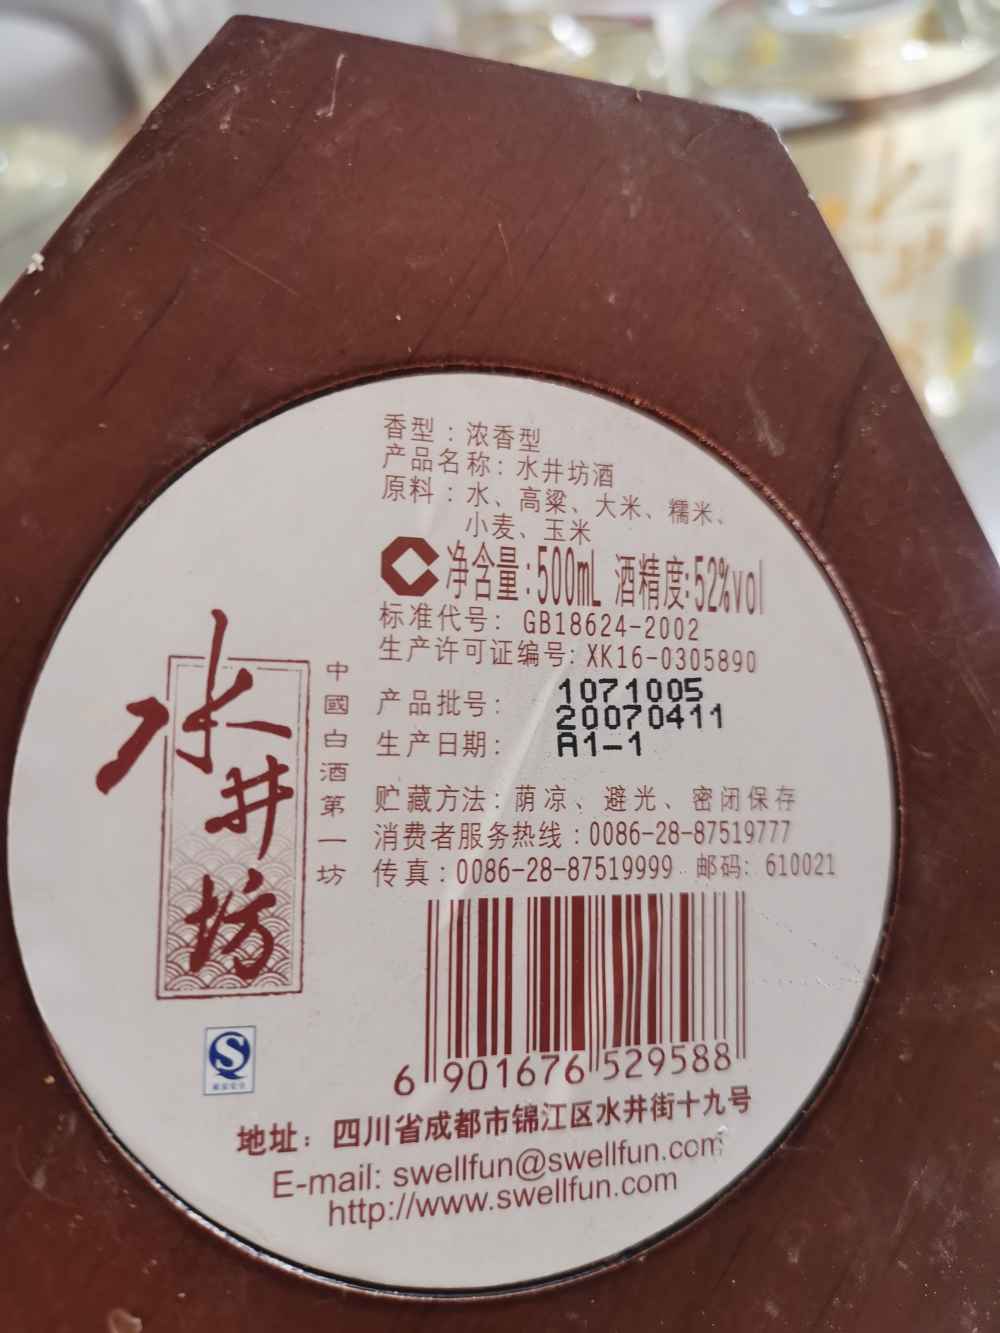 香型：浓香型
产品名称：水井坊酒
原料：水、高粱、大米、糯米、
小麦、玉米
净含量:500mL 酒精度:52%vol
标准代号：GB18624-2002
生产许可证编号: XK16-0305890
产品批号： 1071005
20070411
生产日期： A1-1
贮藏方法：荫凉、避光、密闭保存
消费者服务热线：0086-28-87519777
传真：0086-28-87519999 邮码：610021
水井坊
中國白酒第一坊
6 901676 529588
地址：四川省成都市锦江区水井街十九号
E-mail: swellfun@swellfun.com
http://www.swellfun.com